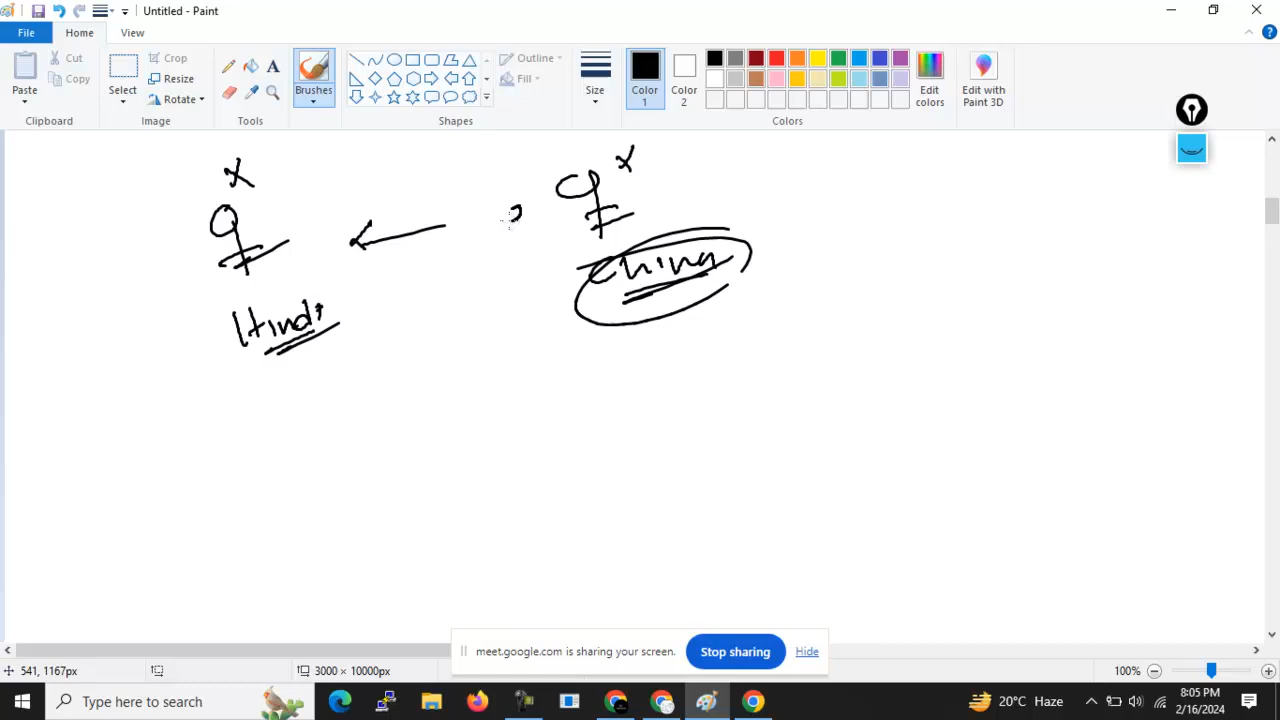 Untitled - Paint
File Home View
Paste Cut Copy
Select Crop Resize Rotate
Brushes
Outline Fill
Size
Color 1 Color 2
Edit colors
Edit with Paint 3D
Clipboard Image Tools Shapes Colors
x x
Hindi
China
meet.google.com is sharing your screen. Stop sharing Hide
541, 1167px 3000 × 10000px 100%
Type here to search
20°C Haze
8:05 PM
2/16/2024